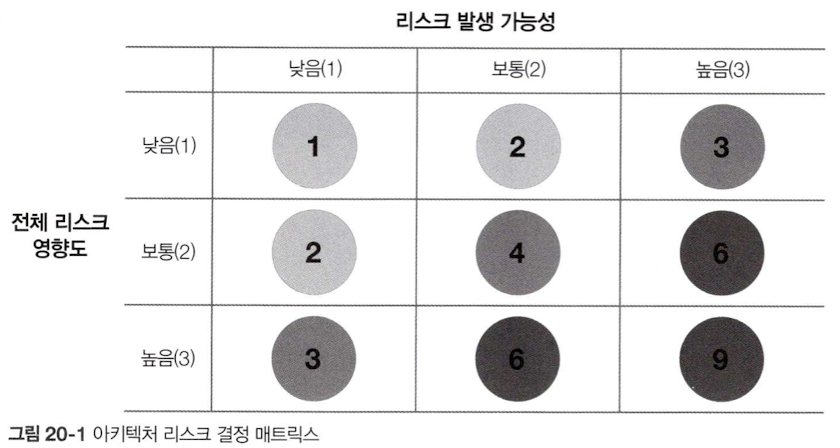 리스크 발생 가능성
낮음(1) 보통(2) 높음(3)
낮음(1) 1 2 3
전체 리스크
영향도
보통(2) 2 4 6
높음(3) 3 6 9
그림 20-1 아키텍처 리스크 결정 매트릭스